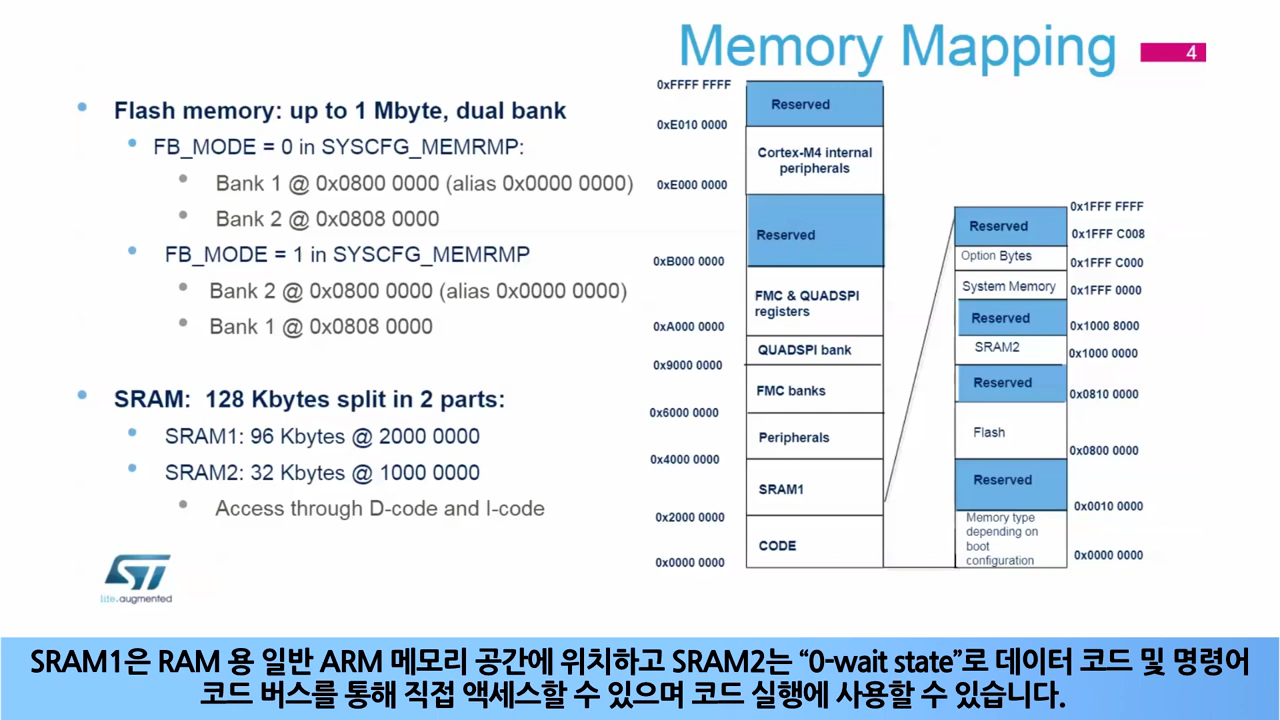 Memory Mapping
4
Flash memory: up to 1 Mbyte, dual bank
FB_MODE = 0 in SYSCFG_MEMRMP:
Bank 1 @ 0x0800 0000 (alias 0x0000 0000)
Bank 2 @ 0x0808 0000
FB_MODE = 1 in SYSCFG_MEMRMP
Bank 2 @ 0x0800 0000 (alias 0x0000 0000)
Bank 1 @ 0x0808 0000
SRAM: 128 Kbytes split in 2 parts:
SRAM1: 96 Kbytes @ 2000 0000
SRAM2: 32 Kbytes @ 1000 0000
Access through D-code and I-code
ST
life.augmented
0xFFFF FFFF
Reserved
0xE010 0000
Cortex-M4 internal
peripherals
0xE000 0000
Reserved
0xB000 0000
FMC & QUADSPI
registers
0xA000 0000
QUADSPI bank
0x9000 0000
FMC banks
0x6000 0000
Peripherals
0x4000 0000
SRAM1
0x2000 0000
CODE
0x0000 0000
0x1FFF FFFF
Reserved
0x1FFF C008
Option Bytes
0x1FFF C000
System Memory
0x1FFF 0000
Reserved
0x1000 8000
SRAM2
0x1000 0000
Reserved
0x0810 0000
Flash
0x0800 0000
Reserved
0x0010 0000
Memory type
depending on
boot
configuration
0x0000 0000
SRAM1은 RAM 용 일반 ARM 메모리 공간에 위치하고 SRAM2는 “0-wait state”로 데이터 코드 및 명령어
코드 버스를 통해 직접 액세스할 수 있으며 코드 실행에 사용할 수 있습니다.